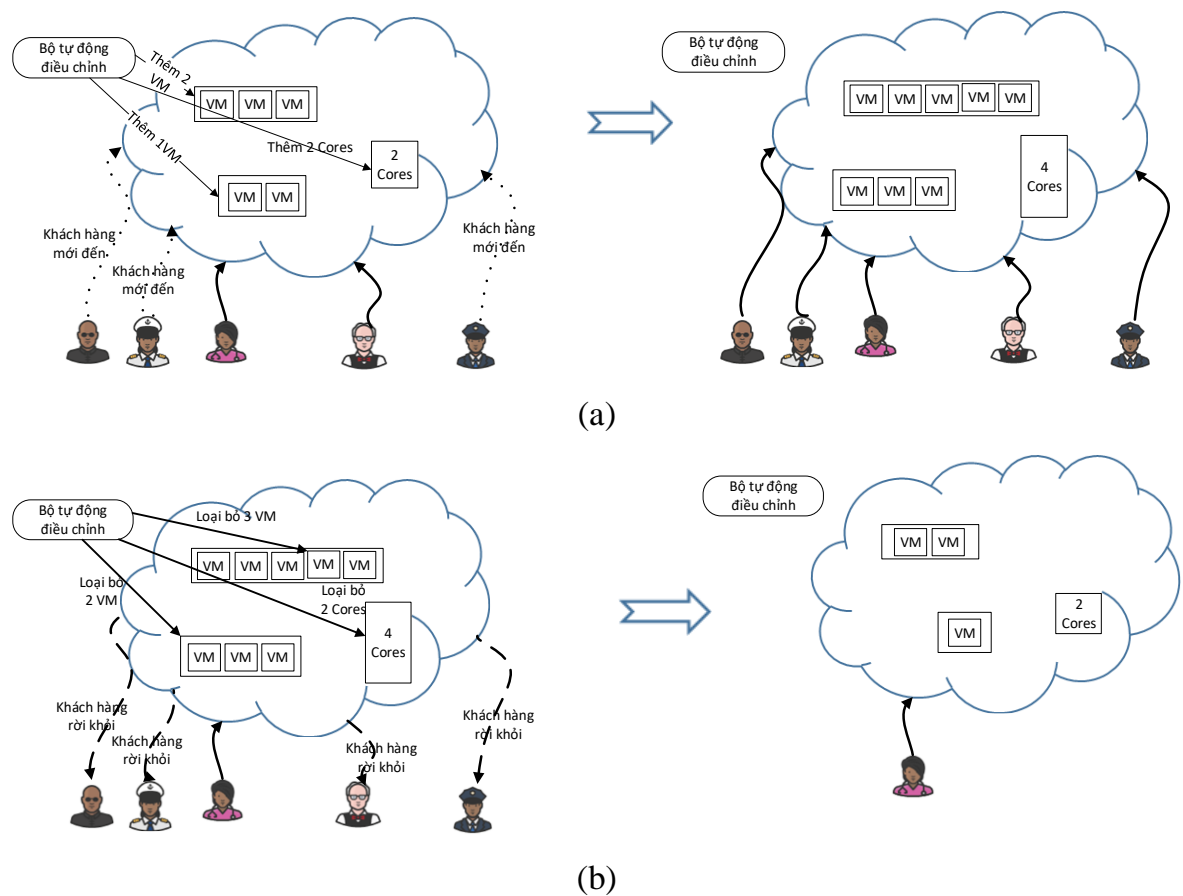 Bộ tự động
điều chỉnh
Thêm 2
VM
VM VM VM
Thêm 1VM
Thêm 2 Cores
2
Cores
VM VM
Khách hàng
mới đến
Khách hàng
mới đến
Khách hàng
mới đến
Bộ tự động
điều chỉnh
VM VM VM VM VM
VM VM VM
4
Cores
(a)
Bộ tự động
điều chỉnh
Loại bỏ 3 VM
VM VM VM VM VM
Loại bỏ
2 VM
Loại bỏ
2 Cores
4
Cores
VM VM VM
Khách hàng
rời khỏi
Khách hàng
rời khỏi
Khách hàng
rời khỏi
Khách hàng
rời khỏi
Bộ tự động
điều chỉnh
VM VM
VM
2
Cores
(b)